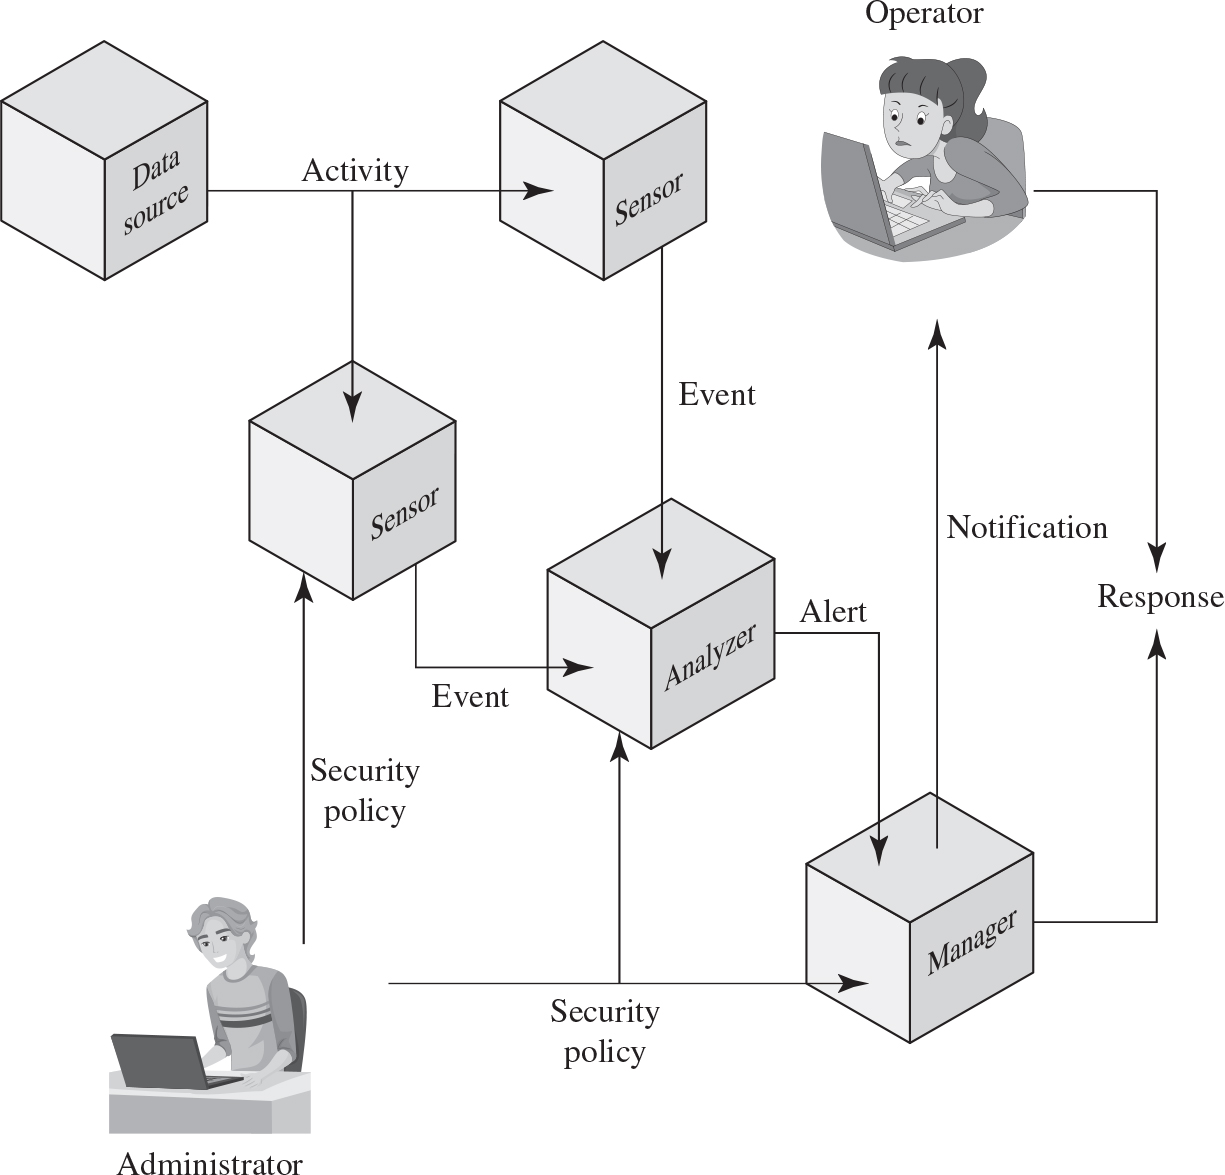 Operator
Data
source
Activity
Sensor
Event
Sensor
Notification
Response
Alert
Analyzer
Event
Security
policy
Manager
Security
policy
Administrator